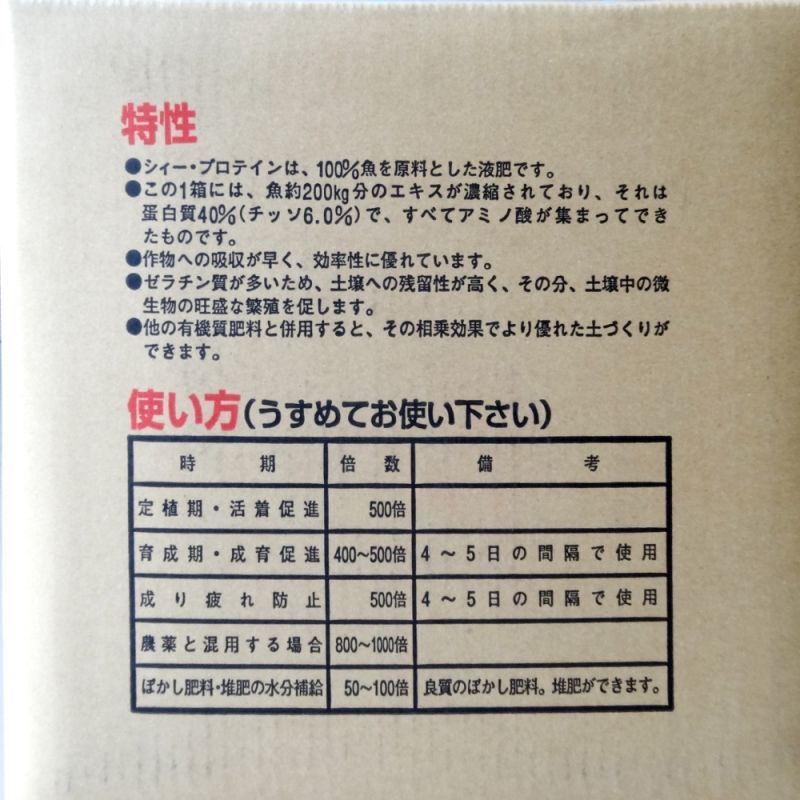 特性
●シィー・プロテインは、100%魚を原料とした液肥です。
●この1箱には、魚約200kg分のエキスが濃縮されており、それは
蛋白質40%(チッソ6.0%)で、すべてアミノ酸が集まってでき
たものです。
●作物への吸収が早く、効率性に優れています。
●ゼラチン質が多いため、土壌への残留性が高く、その分、土壌中の微
生物の旺盛な繁殖を促します。
●他の有機質肥料と併用すると、その相乗効果でより優れた土づくりが
できます。
使い方(うすめてお使い下さい)
時期 倍数 備考
定植期・活着促進 500倍
育成期・成育促進 400〜500倍 4〜5日の間隔で使用
成り疲れ防止 500倍 4〜5日の間隔で使用
農薬と混用する場合 800〜1000倍
ぼかし肥料・堆肥の水分補給 50〜100倍 良質のぼかし肥料。堆肥ができます。